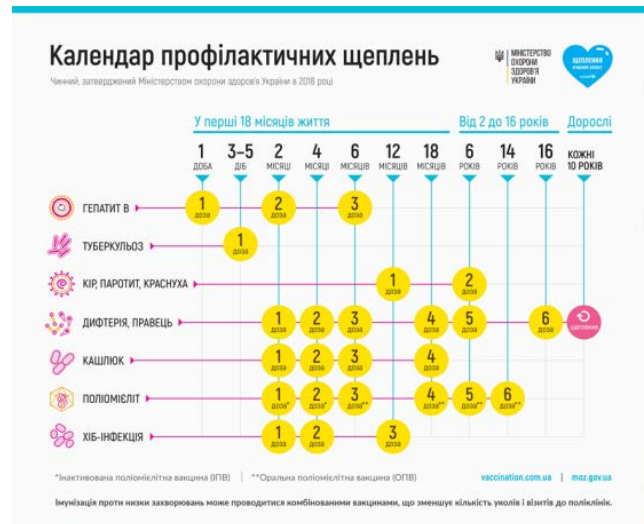 Календар профілактичних щеплень
Чинний, затверджений Міністерством охорони здоров'я України в 2018 році
МІНІСТЕРСТВО
ОХОРОНИ
ЗДОРОВ'Я
УКРАЇНИ
ЩЕПЛЕННЯ
У перші 18 місяців життя Від 2 до 16 років Дорослі
1 3–5 2 4 6 12 18 6 14 16 КОЖНІ
ДОБА ДІБ МІСЯЦІ МІСЯЦІ МІСЯЦІВ МІСЯЦІВ МІСЯЦІВ РОКІВ РОКІВ РОКІВ 10 РОКІВ
ГЕПАТИТ В 1 доза 2 доза 3 доза
ТУБЕРКУЛЬОЗ 1 доза
КІР, ПАРОТИТ, КРАСНУХА 1 доза 2 доза
ДИФТЕРІЯ, ПРАВЕЦЬ 1 доза 2 доза 3 доза 4 доза 5 доза 6 доза щеплення
КАШЛЮК 1 доза 2 доза 3 доза 4 доза
ПОЛІОМІЄЛІТ 1 доза* 2 доза* 3 доза** 4 доза** 5 доза** 6 доза**
ХІБ-ІНФЕКЦІЯ 1 доза 2 доза 3 доза
*Інактивована поліомієлітна вакцина (ІПВ) | **Оральна поліомієлітна вакцина (ОПВ) vaccination.com.ua | moz.gov.ua
Імунізація проти низки захворювань може проводитися комбінованими вакцинами, що зменшує кількість уколів і візитів до поліклінік.